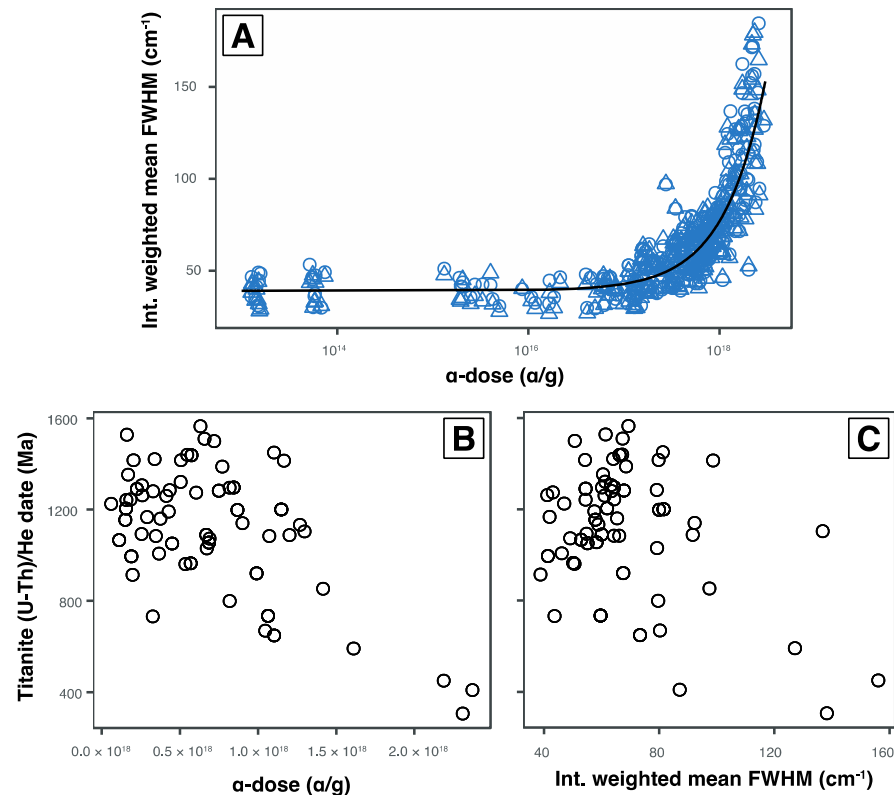 A
Int. weighted mean FWHM (cm⁻¹)
150
100
50
10¹⁴
10¹⁶
10¹⁸
α-dose (α/g)
B
Titanite (U-Th)/He date (Ma)
1600
1200
800
400
0.0 × 10¹⁸
0.5 × 10¹⁸
1.0 × 10¹⁸
1.5 × 10¹⁸
2.0 × 10¹⁸
α-dose (α/g)
C
40
80
120
160
Int. weighted mean FWHM (cm⁻¹)